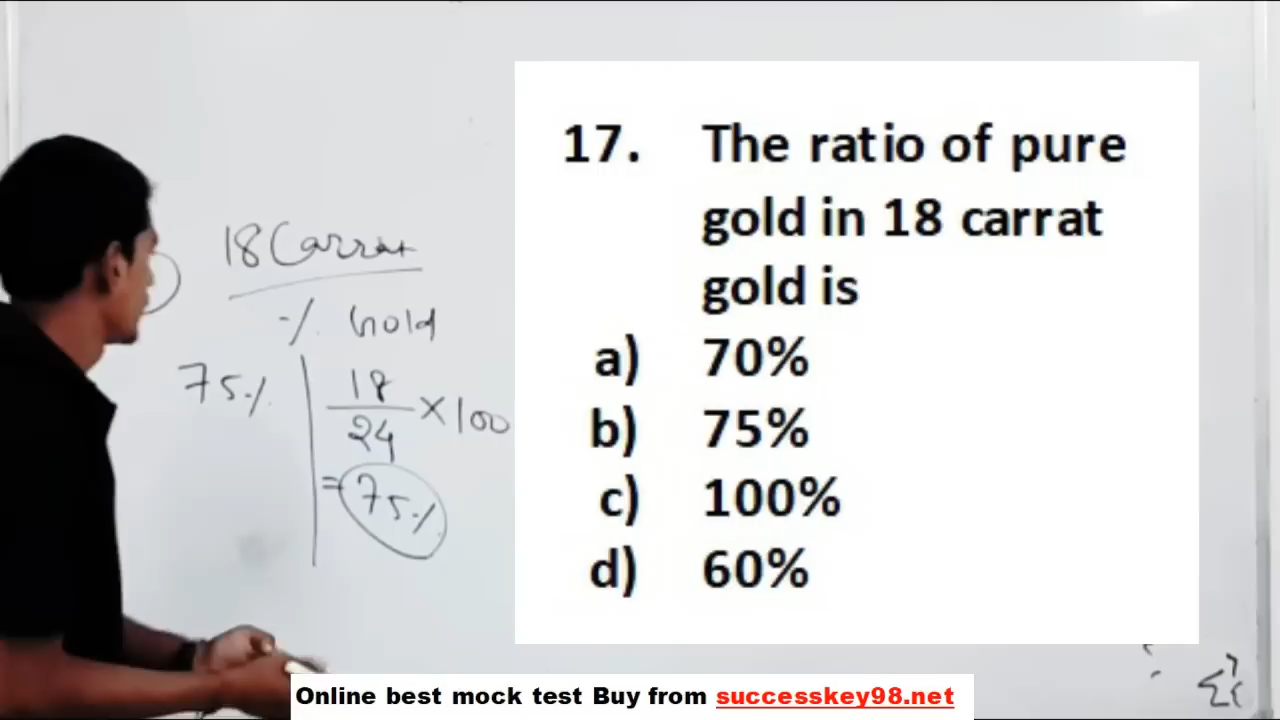 18 Carrat
·/. Gold
75·/.
18
24
×100
= 75·/.
17. The ratio of pure
gold in 18 carrat
gold is
a) 70%
b) 75%
c) 100%
d) 60%
Online best mock test Buy from successkey98.net